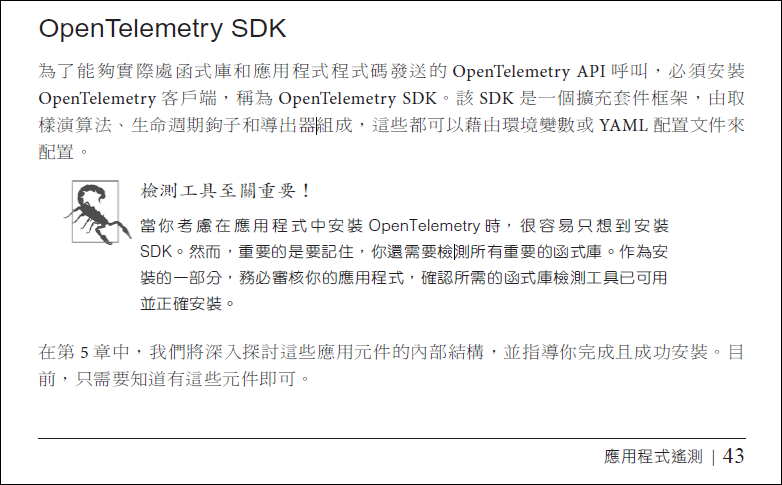 OpenTelemetry SDK
為了能夠實際處函式庫和應用程式程式碼發送的 OpenTelemetry API 呼叫，必須安裝
OpenTelemetry 客戶端，稱為 OpenTelemetry SDK。該 SDK 是一個擴充套件框架，由取
樣演算法、生命週期鉤子和導出器組成，這些都可以藉由環境變數或 YAML 配置文件來
配置。
檢測工具至關重要！
當你考慮在應用程式中安裝 OpenTelemetry 時，很容易只想到安裝
SDK。然而，重要的是要記住，你還需要檢測所有重要的函式庫。作為安
裝的一部分，務必審核你的應用程式，確認所需的函式庫檢測工具已可用
並正確安裝。
在第 5 章中，我們將深入探討這些應用元件的內部結構，並指導你完成且成功安裝。目
前，只需要知道有這些元件即可。
應用程式遙測 | 43